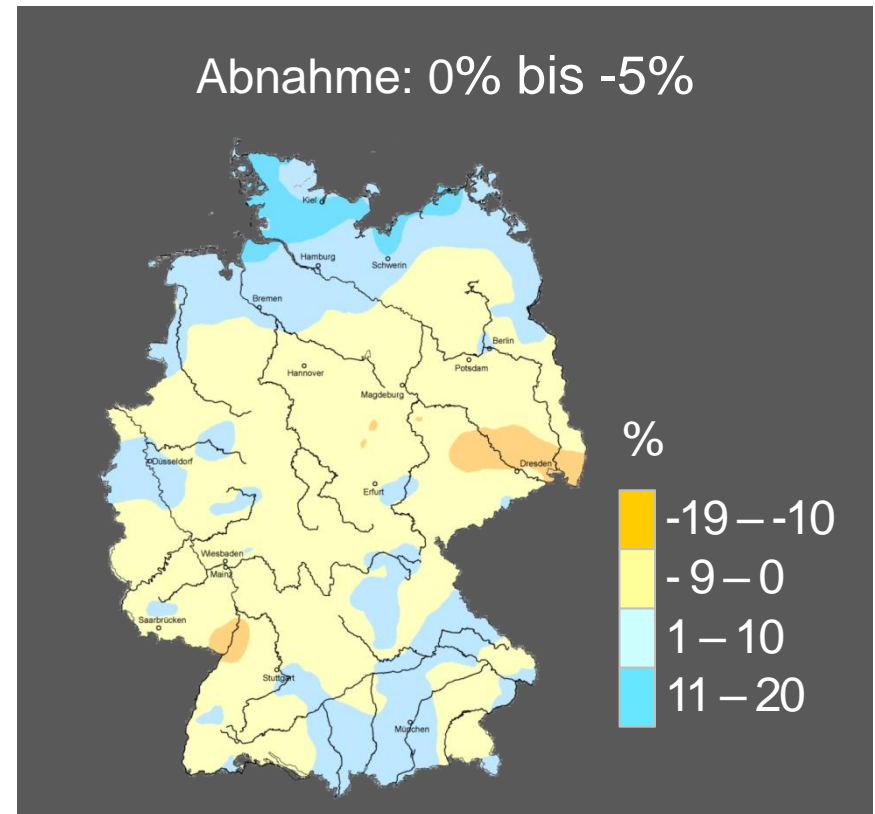 Abnahme: 0% bis -5%
Kiel
Hamburg
Schwerin
Bremen
Berlin
Hannover
Potsdam
Magdeburg
%
Düsseldorf
Dresden
Erfurt
-19 – -10
Wiesbaden
- 9 – 0
Mainz
Saarbrücken
1 – 10
Stuttgart
11 – 20
München